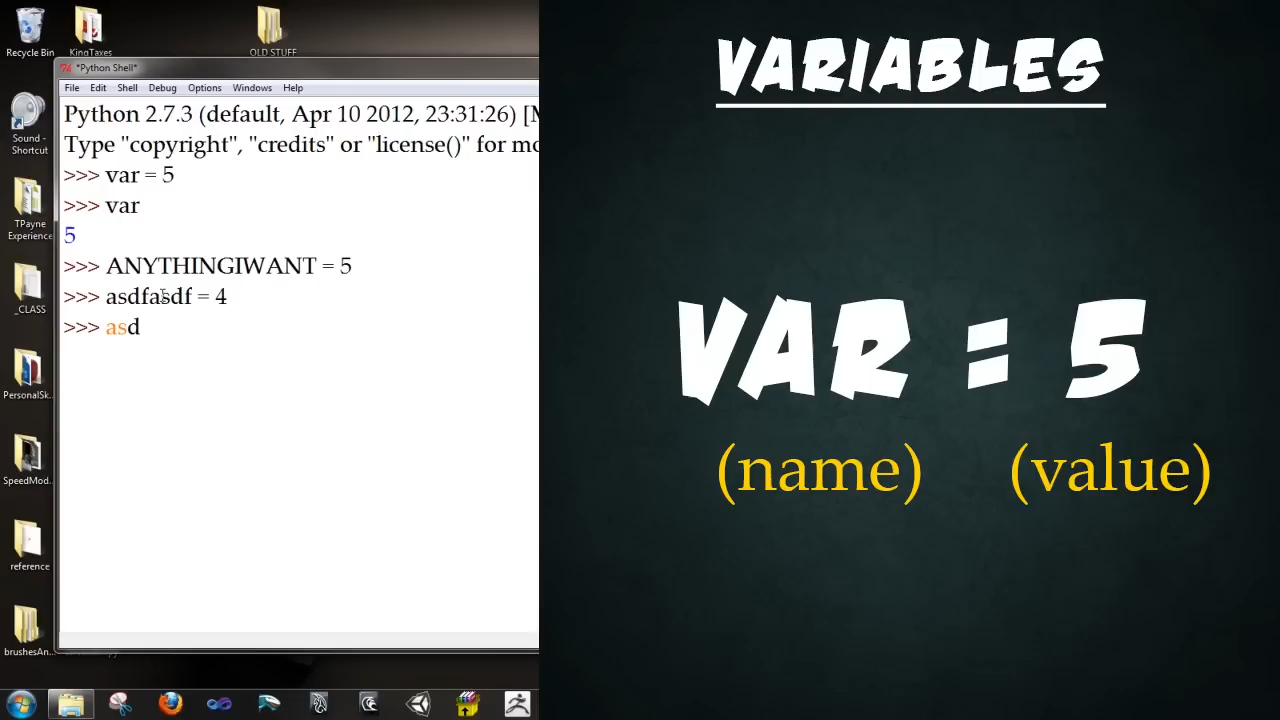 Recycle Bin
KingTaxes
OLD STUFF
*Python Shell*
File Edit Shell Debug Options Windows Help
Python 2.7.3 (default, Apr 10 2012, 23:31:26) [
Type "copyright", "credits" or "license()" for mo
>>> var = 5
>>> var
5
>>> ANYTHINGIWANT = 5
>>> asdfasdf = 4
>>> asd
Sound -
Shortcut
TPayne
Experience
_CLASS
PersonalSk...
SpeedMod...
reference
brushesAn...
VARIABLES
VAR = 5
(name) (value)